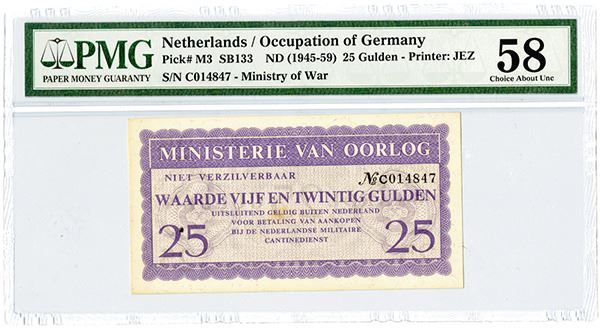 PMG
PAPER MONEY GUARANTY
Netherlands / Occupation of Germany
Pick# M3 SB133 ND (1945-59) 25 Gulden - Printer: JEZ
S/N C014847 - Ministry of War
58
Choice About Unc
MINISTERIE VAN OORLOG
NIET VERZILVERBAAR
№C014847
WAARDE VIJF EN TWINTIG GULDEN
UITSLUITEND GELDIG BUITEN NEDERLAND
VOOR BETALING VAN AANKOPEN
BIJ DE NEDERLANDSE MILITAIRE
CANTINEDIENST
25 25